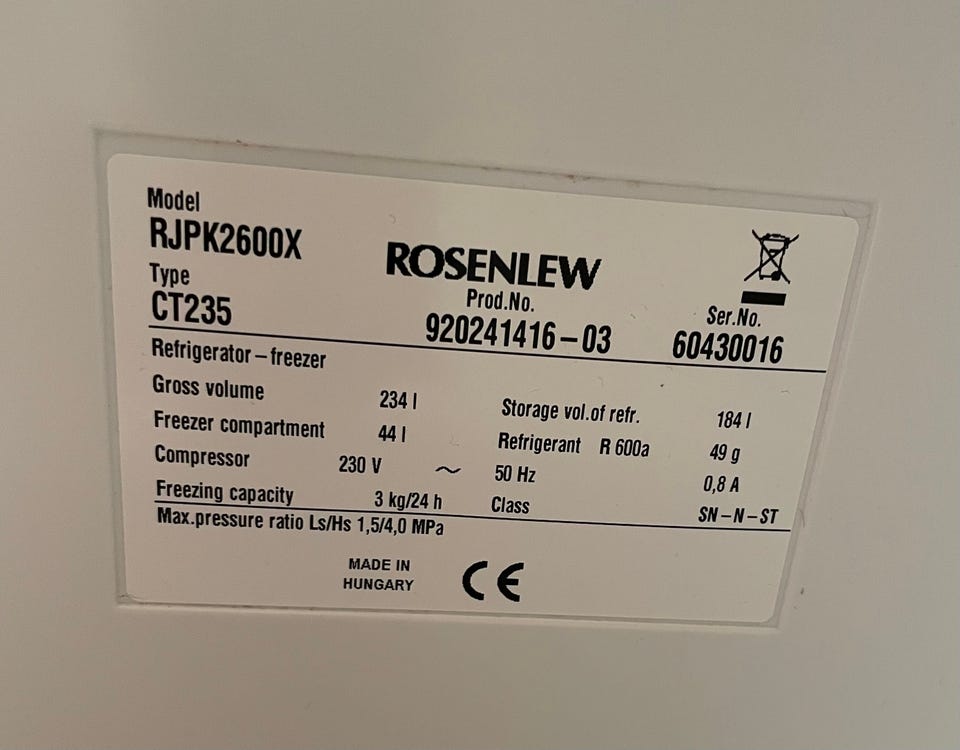 Model
RJPK2600X
ROSENLEW
Type
CT235
Prod.No.
920241416-03
Ser.No.
60430016
Refrigerator-freezer
Gross volume 234 l Storage vol.of refr. 184 l
Freezer compartment 44 l Refrigerant R 600a 49 g
Compressor 230 V ~ 50 Hz 0,8 A
Freezing capacity 3 kg/24 h Class SN-N-ST
Max.pressure ratio Ls/Hs 1,5/4,0 MPa
MADE IN
HUNGARY
CE